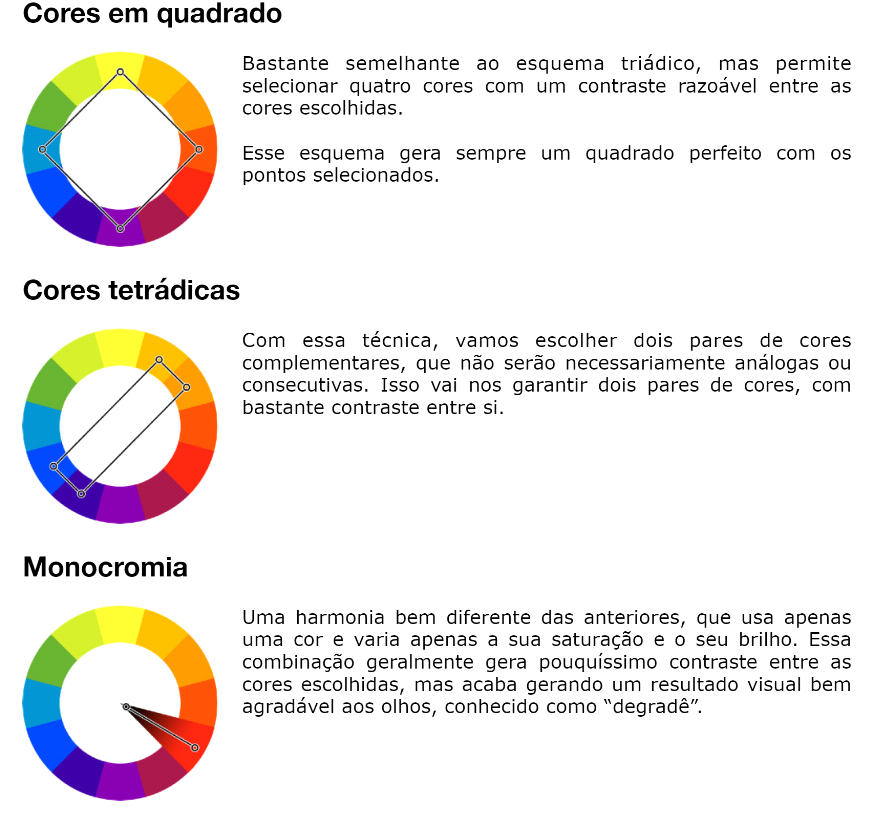 Cores em quadrado
Bastante semelhante ao esquema triádico, mas permite
selecionar quatro cores com um contraste razoável entre as
cores escolhidas.
Esse esquema gera sempre um quadrado perfeito com os
pontos selecionados.
Cores tetrádicas
Com essa técnica, vamos escolher dois pares de cores
complementares, que não serão necessariamente análogas ou
consecutivas. Isso vai nos garantir dois pares de cores, com
bastante contraste entre si.
Monocromia
Uma harmonia bem diferente das anteriores, que usa apenas
uma cor e varia apenas a sua saturação e o seu brilho. Essa
combinação geralmente gera pouquíssimo contraste entre as
cores escolhidas, mas acaba gerando um resultado visual bem
agradável aos olhos, conhecido como “degradê”.